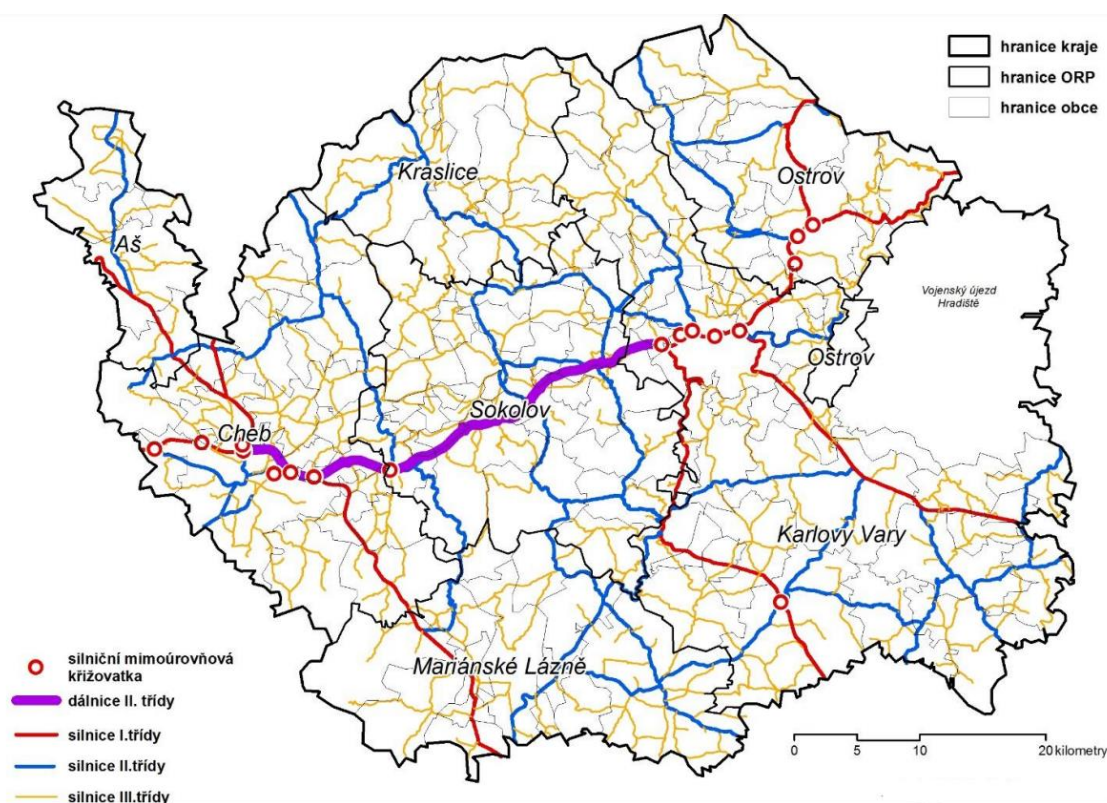 hranice kraje
hranice ORP
hranice obce
Kraslice
Ostrov
Aš
Vojenský újezd
Hradiště
Ostrov
Sokolov
Cheb
Karlovy Vary
Mariánské Lázně
silniční mimoúrovňová
křižovatka
dálnice II. třídy
silnice I.třídy
silnice II.třídy
silnice III.třídy
0 5 10 20 kilometry